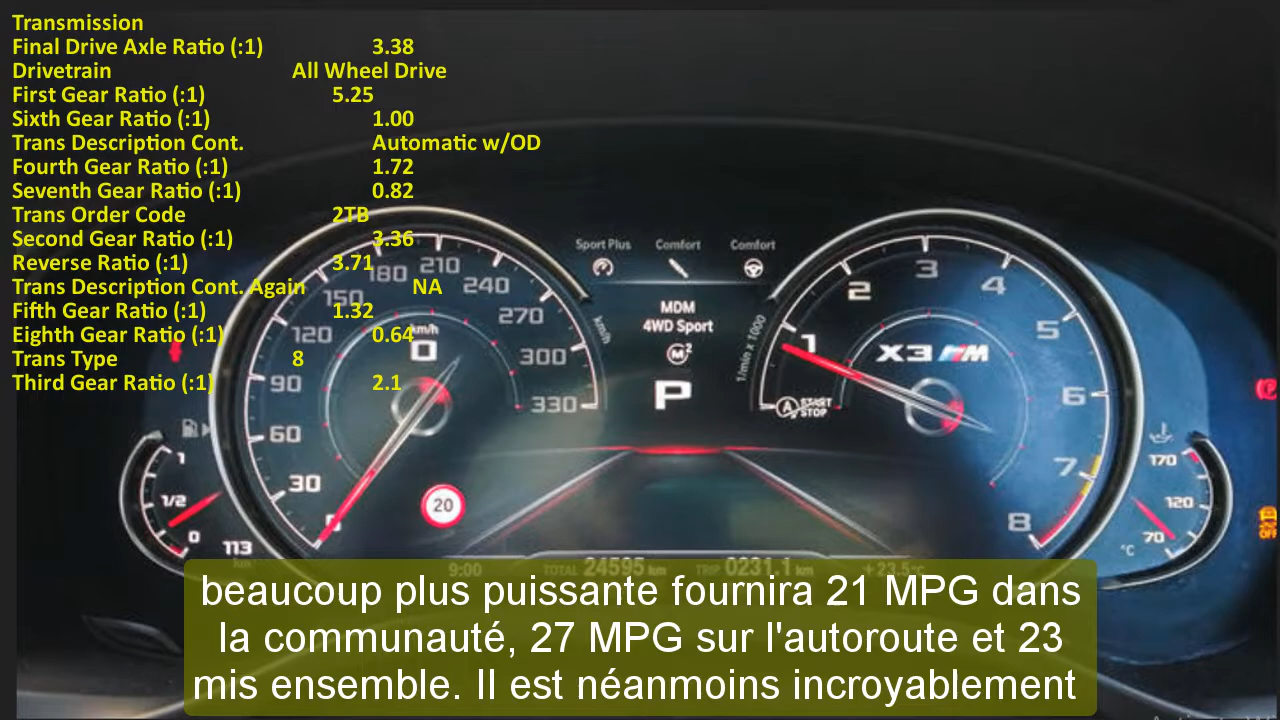 Transmission
Final Drive Axle Ratio (:1) 3.38
Drivetrain All Wheel Drive
First Gear Ratio (:1) 5.25
Sixth Gear Ratio (:1) 1.00
Trans Description Cont. Automatic w/OD
Fourth Gear Ratio (:1) 1.72
Seventh Gear Ratio (:1) 0.82
Trans Order Code 2TB
Second Gear Ratio (:1) 3.36
Reverse Ratio (:1) 3.71
Trans Description Cont. Again NA
Fifth Gear Ratio (:1) 1.32
Eighth Gear Ratio (:1) 0.64
Trans Type 8
Third Gear Ratio (:1) 2.1
Sport Plus Comfort Comfort
MDM
4WD Sport
M2
P
km/h
0
0 30 60 90 120 150 180 210 240 270 300 330
km/h
1/min x 1000
1 2 3 4 5 6 7 8
X3 M
A START
STOP
20
1
1/2
0
113
km
170
120
70
°C
OFF
9:00 TOTAL 24595 km TRIP 0231.1 km +23.5°C
beaucoup plus puissante fournira 21 MPG dans
la communauté, 27 MPG sur l'autoroute et 23
mis ensemble. Il est néanmoins incroyablement